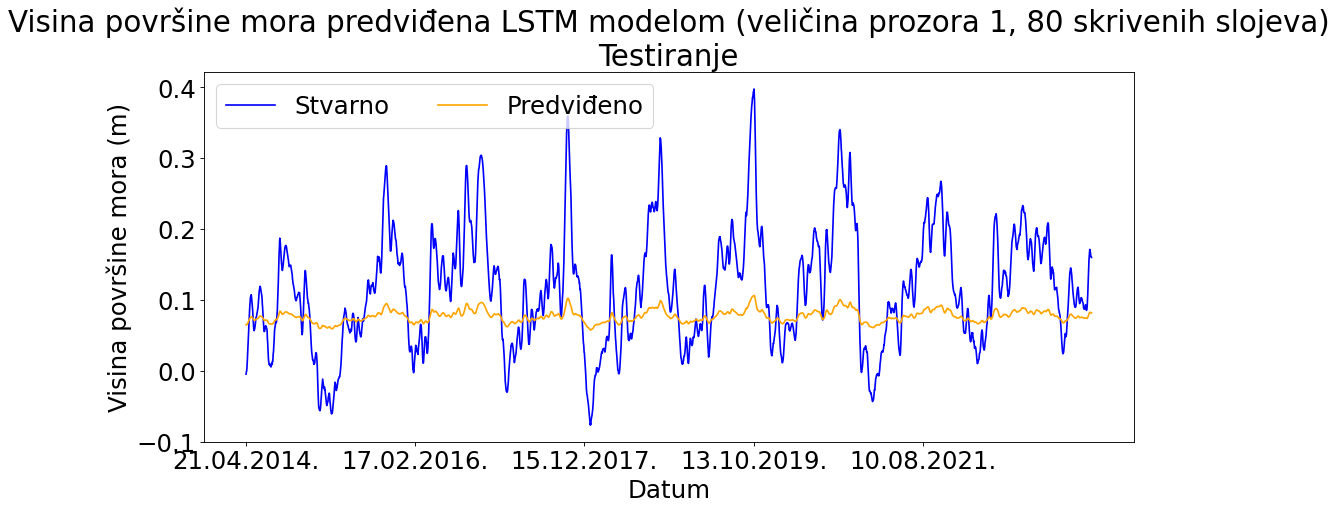 Visina površine mora predviđena LSTM modelom (veličina prozora 1, 80 skrivenih slojeva)
Testiranje
Stvarno Predviđeno
Visina površine mora (m)
0.4
0.3
0.2
0.1
0.0
−0.1
21.04.2014. 17.02.2016. 15.12.2017. 13.10.2019. 10.08.2021.
Datum